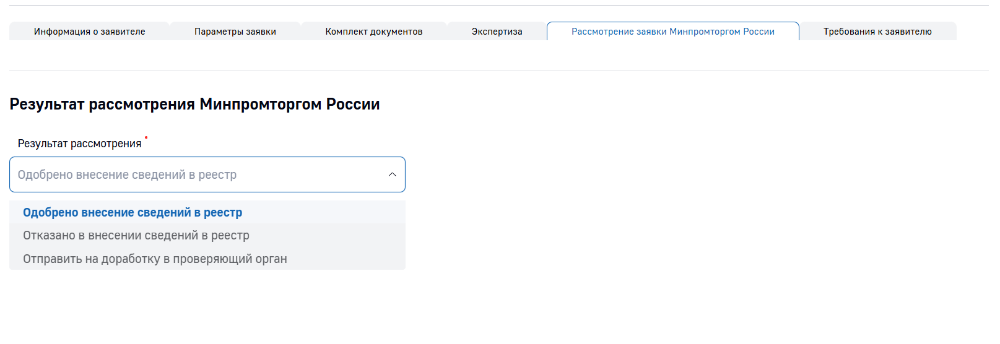 Информация о заявителе Параметры заявки Комплект документов Экспертиза Рассмотрение заявки Минпромторгом России Требования к заявителю
Результат рассмотрения Минпромторгом России
Результат рассмотрения
Одобрено внесение сведений в реестр
Одобрено внесение сведений в реестр
Отказано в внесении сведений в реестр
Отправить на доработку в проверяющий орган